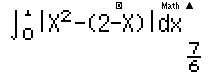 D Math ▲
∫₀¹|X²-(2-X)|dx
7/6